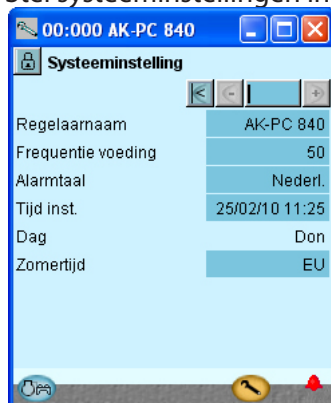 00:000 AK-PC 840
Systeeminstelling
Regelaarnaam AK-PC 840
Frequentie voeding 50
Alarmtaal Nederl.
Tijd inst. 25/02/10 11:25
Dag Don
Zomertijd EU